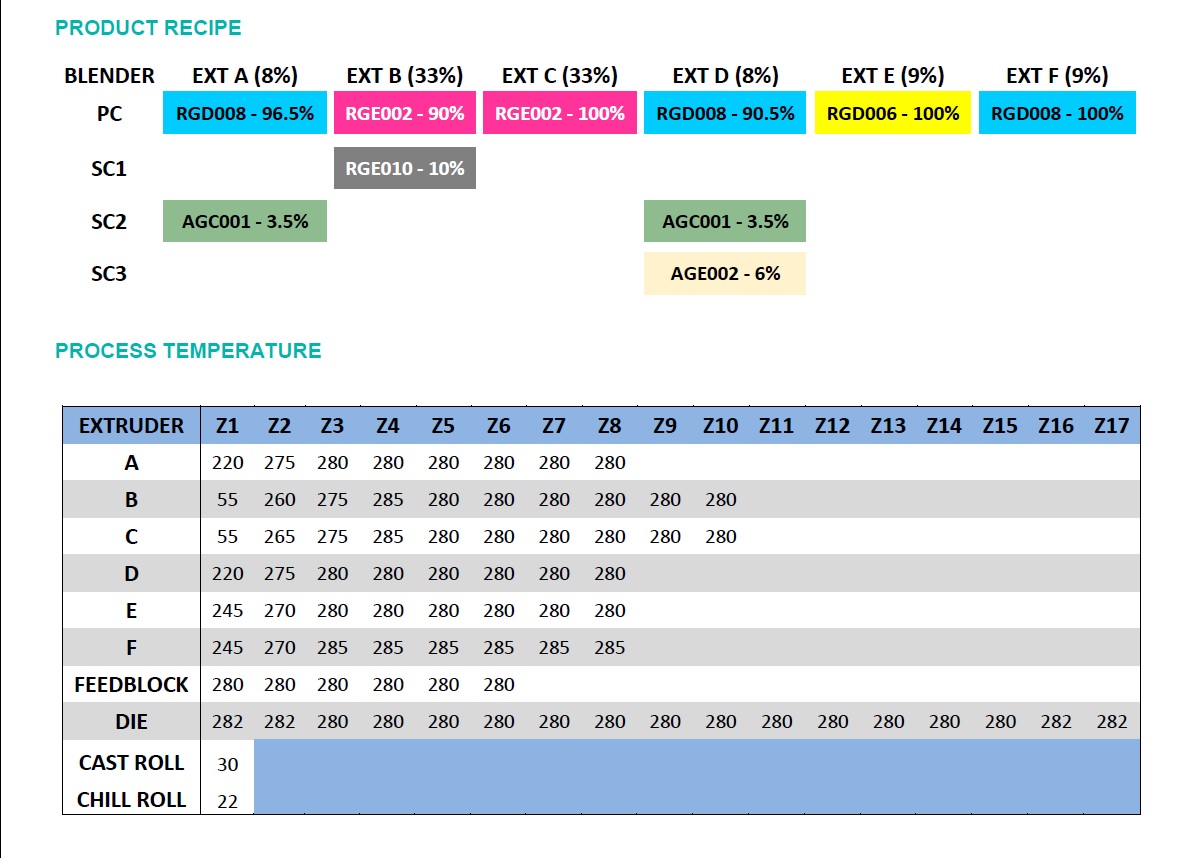 PRODUCT RECIPE
BLENDER EXT A (8%) EXT B (33%) EXT C (33%) EXT D (8%) EXT E (9%) EXT F (9%)
PC RGD008 - 96.5% RGE002 - 90% RGE002 - 100% RGD008 - 90.5% RGD006 - 100% RGD008 - 100%
SC1 RGE010 - 10%
SC2 AGC001 - 3.5% AGC001 - 3.5%
SC3 AGE002 - 6%
PROCESS TEMPERATURE
EXTRUDER Z1 Z2 Z3 Z4 Z5 Z6 Z7 Z8 Z9 Z10 Z11 Z12 Z13 Z14 Z15 Z16 Z17
A 220 275 280 280 280 280 280 280
B 55 260 275 285 280 280 280 280 280 280
C 55 265 275 285 280 280 280 280 280 280
D 220 275 280 280 280 280 280 280
E 245 270 280 280 280 280 280 280
F 245 270 285 285 285 285 285 285
FEEDBLOCK 280 280 280 280 280 280
DIE 282 282 280 280 280 280 280 280 280 280 280 280 280 280 280 282 282
CAST ROLL 30
CHILL ROLL 22